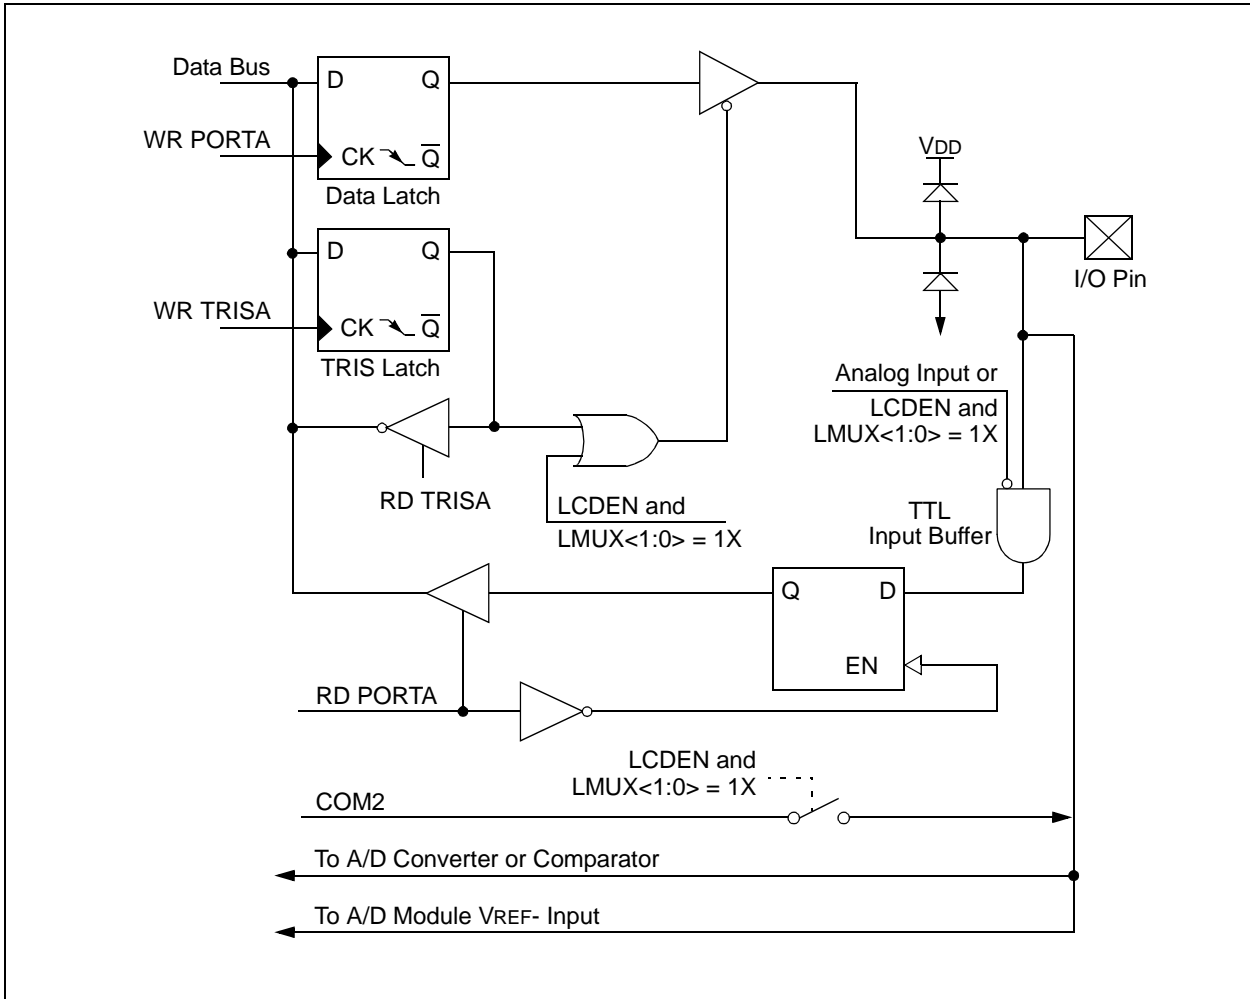 Data Bus
D Q
WR PORTA
CK Q
Data Latch
VDD
D Q
I/O Pin
WR TRISA
CK Q
TRIS Latch
Analog Input or
LCDEN and
LMUX<1:0> = 1X
RD TRISA
LCDEN and
LMUX<1:0> = 1X
TTL
Input Buffer
Q D
EN
RD PORTA
LCDEN and
LMUX<1:0> = 1X
COM2
To A/D Converter or Comparator
To A/D Module VREF- Input